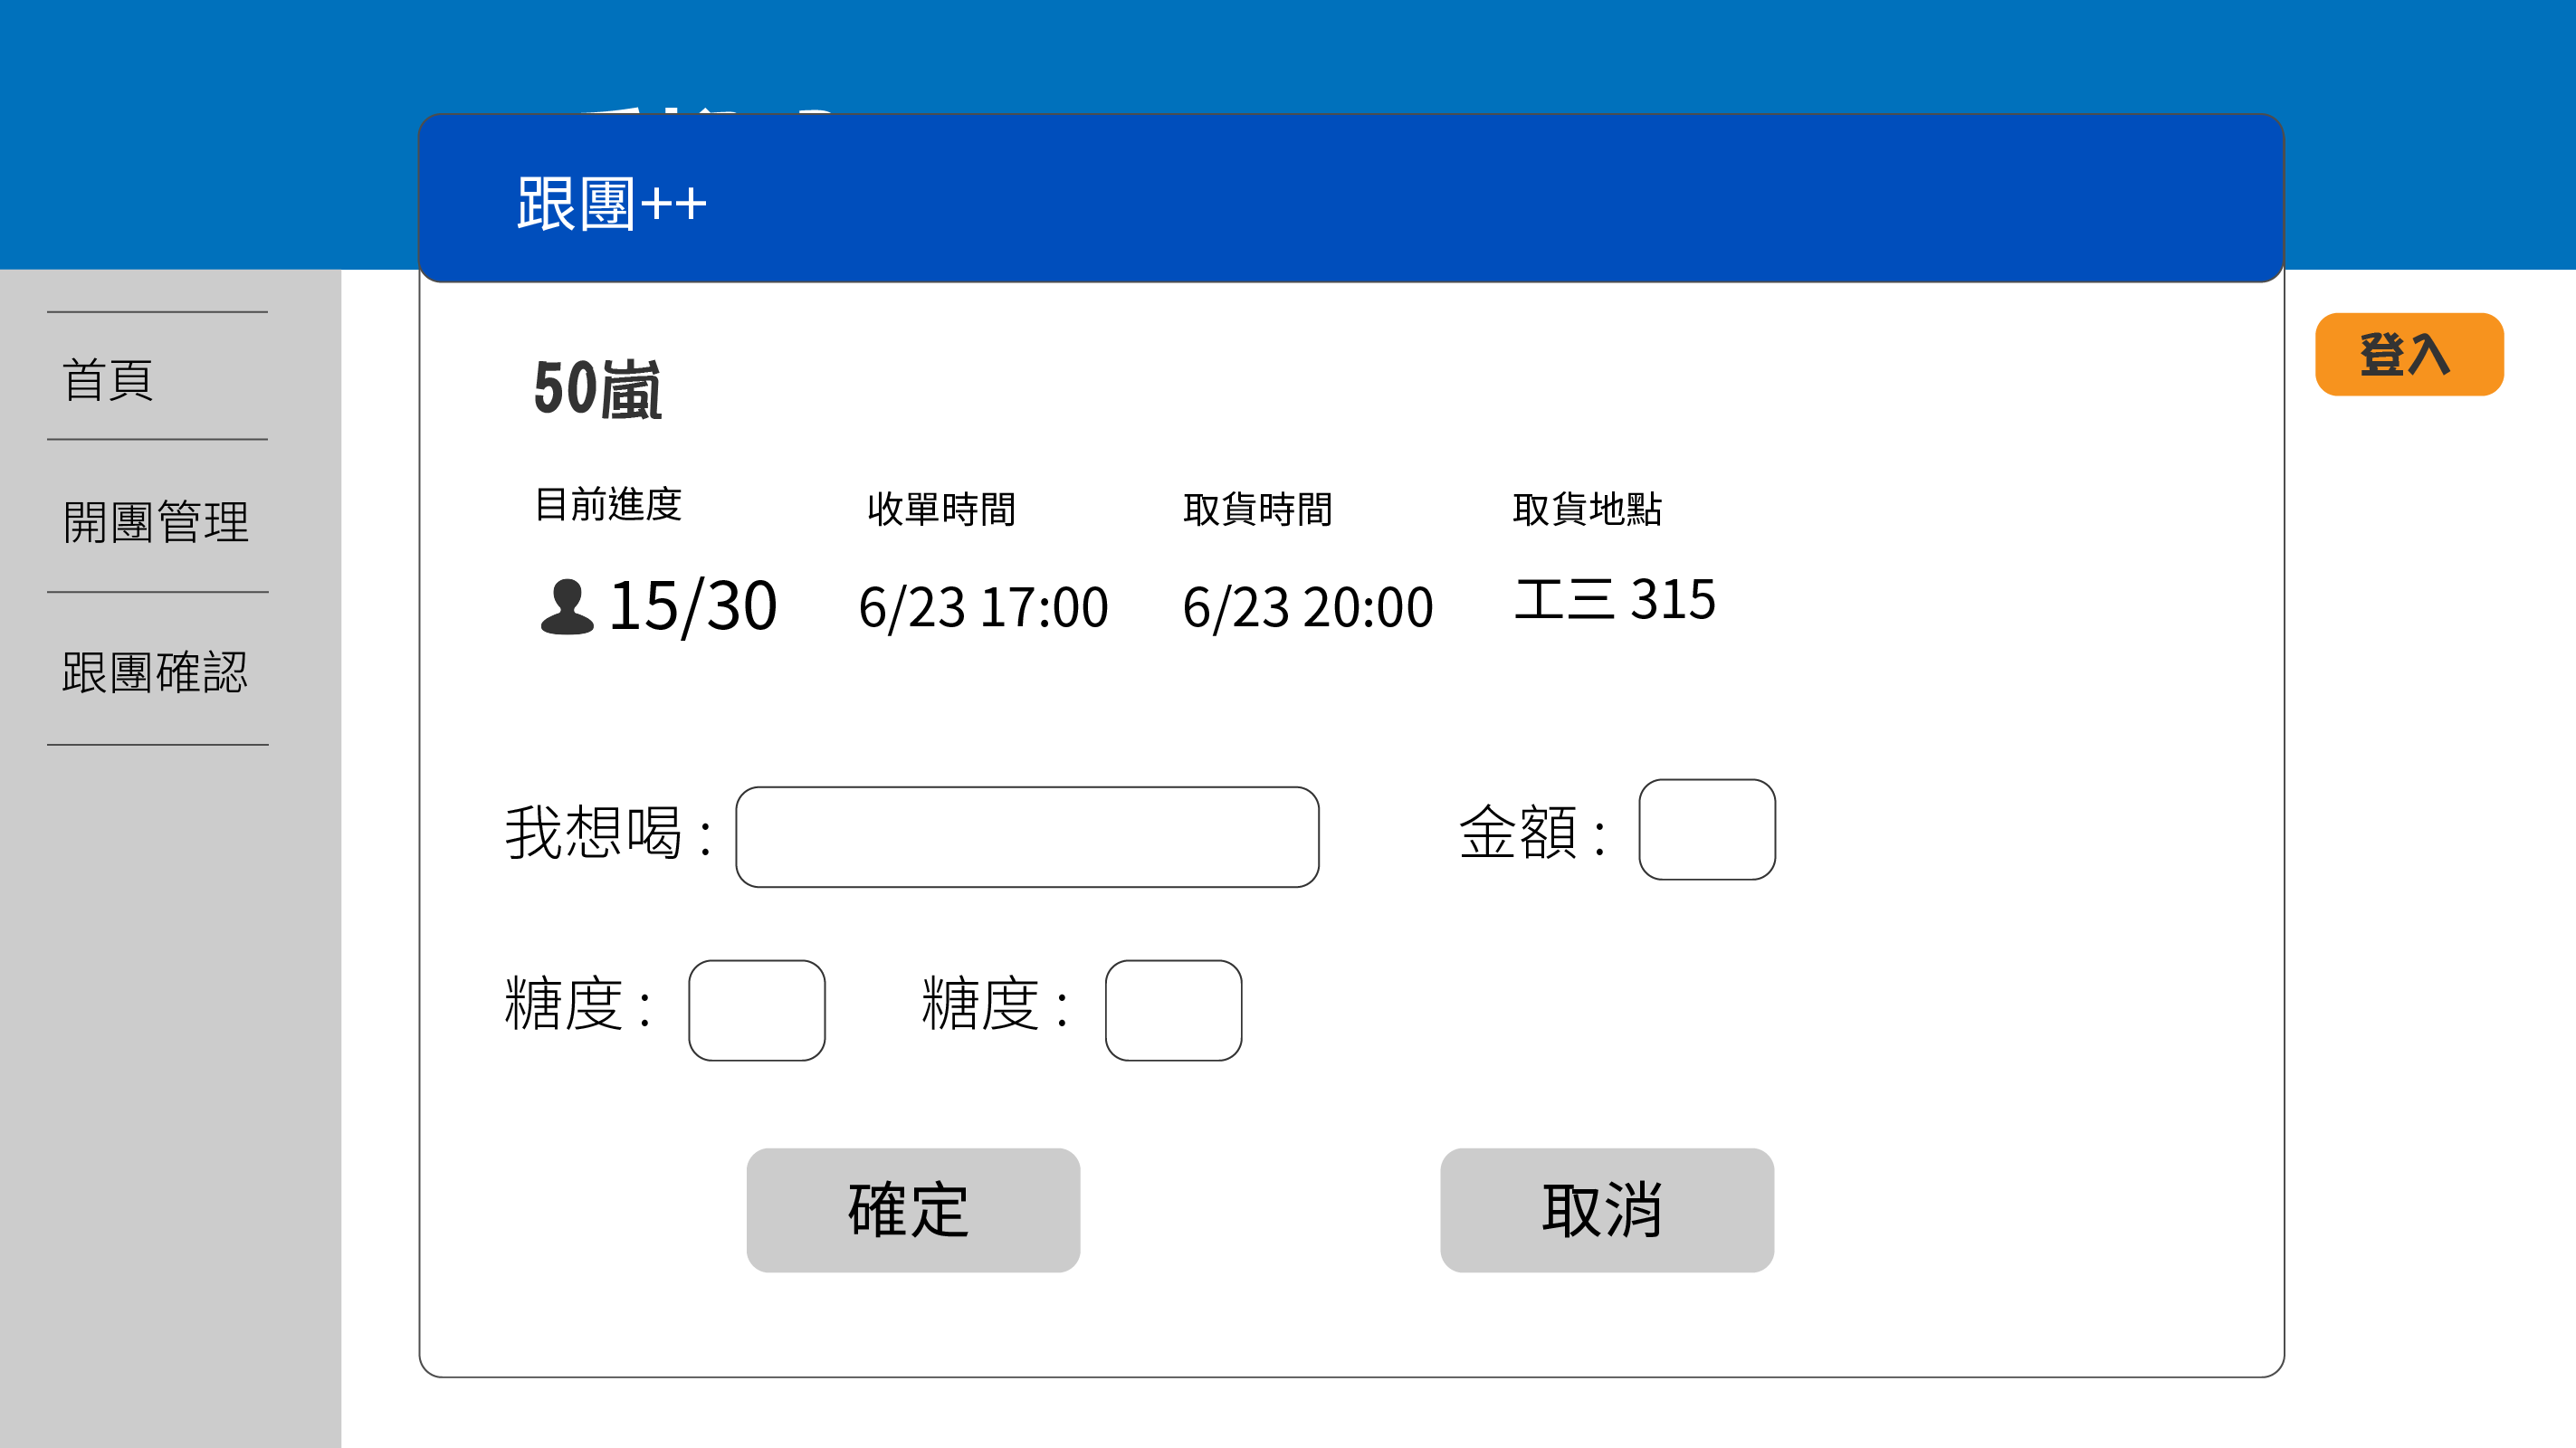 跟團++
登入
首頁
開團管理
跟團確認
50嵐
目前進度 收單時間 取貨時間 取貨地點
15/30 6/23 17:00 6/23 20:00 工三 315
我想喝： 金額：
糖度： 糖度：
確定 取消